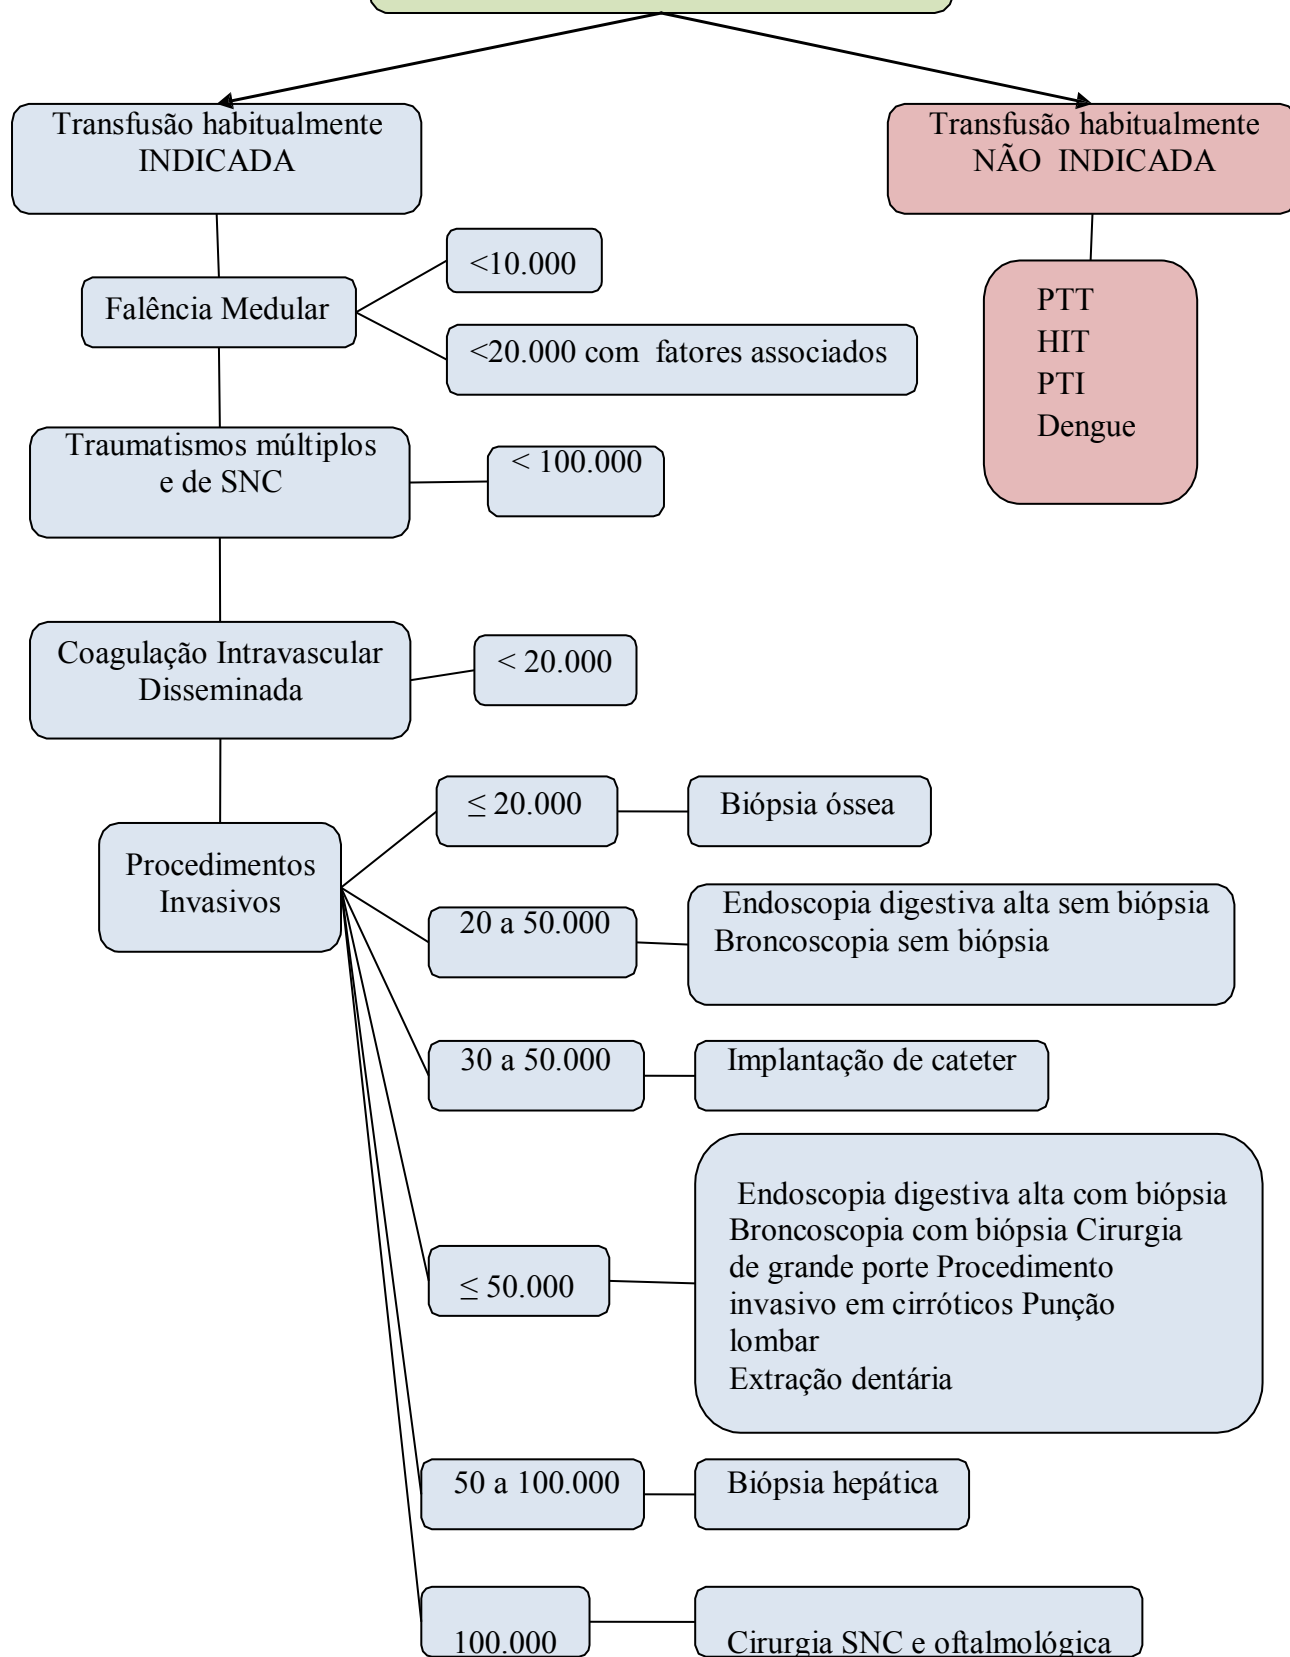 Transfusão habitualmente
INDICADA
Transfusão habitualmente
NÃO INDICADA
<10.000
Falência Medular
<20.000 com fatores associados
PTT
HIT
PTI
Dengue
Traumatismos múltiplos
e de SNC
< 100.000
Coagulação Intravascular
Disseminada
< 20.000
Procedimentos
Invasivos
≤ 20.000
Biópsia óssea
20 a 50.000
Endoscopia digestiva alta sem biópsia
Broncoscopia sem biópsia
30 a 50.000
Implantação de cateter
≤ 50.000
Endoscopia digestiva alta com biópsia
Broncoscopia com biópsia Cirurgia
de grande porte Procedimento
invasivo em cirróticos Punção
lombar
Extração dentária
50 a 100.000
Biópsia hepática
100.000
Cirurgia SNC e oftalmológica